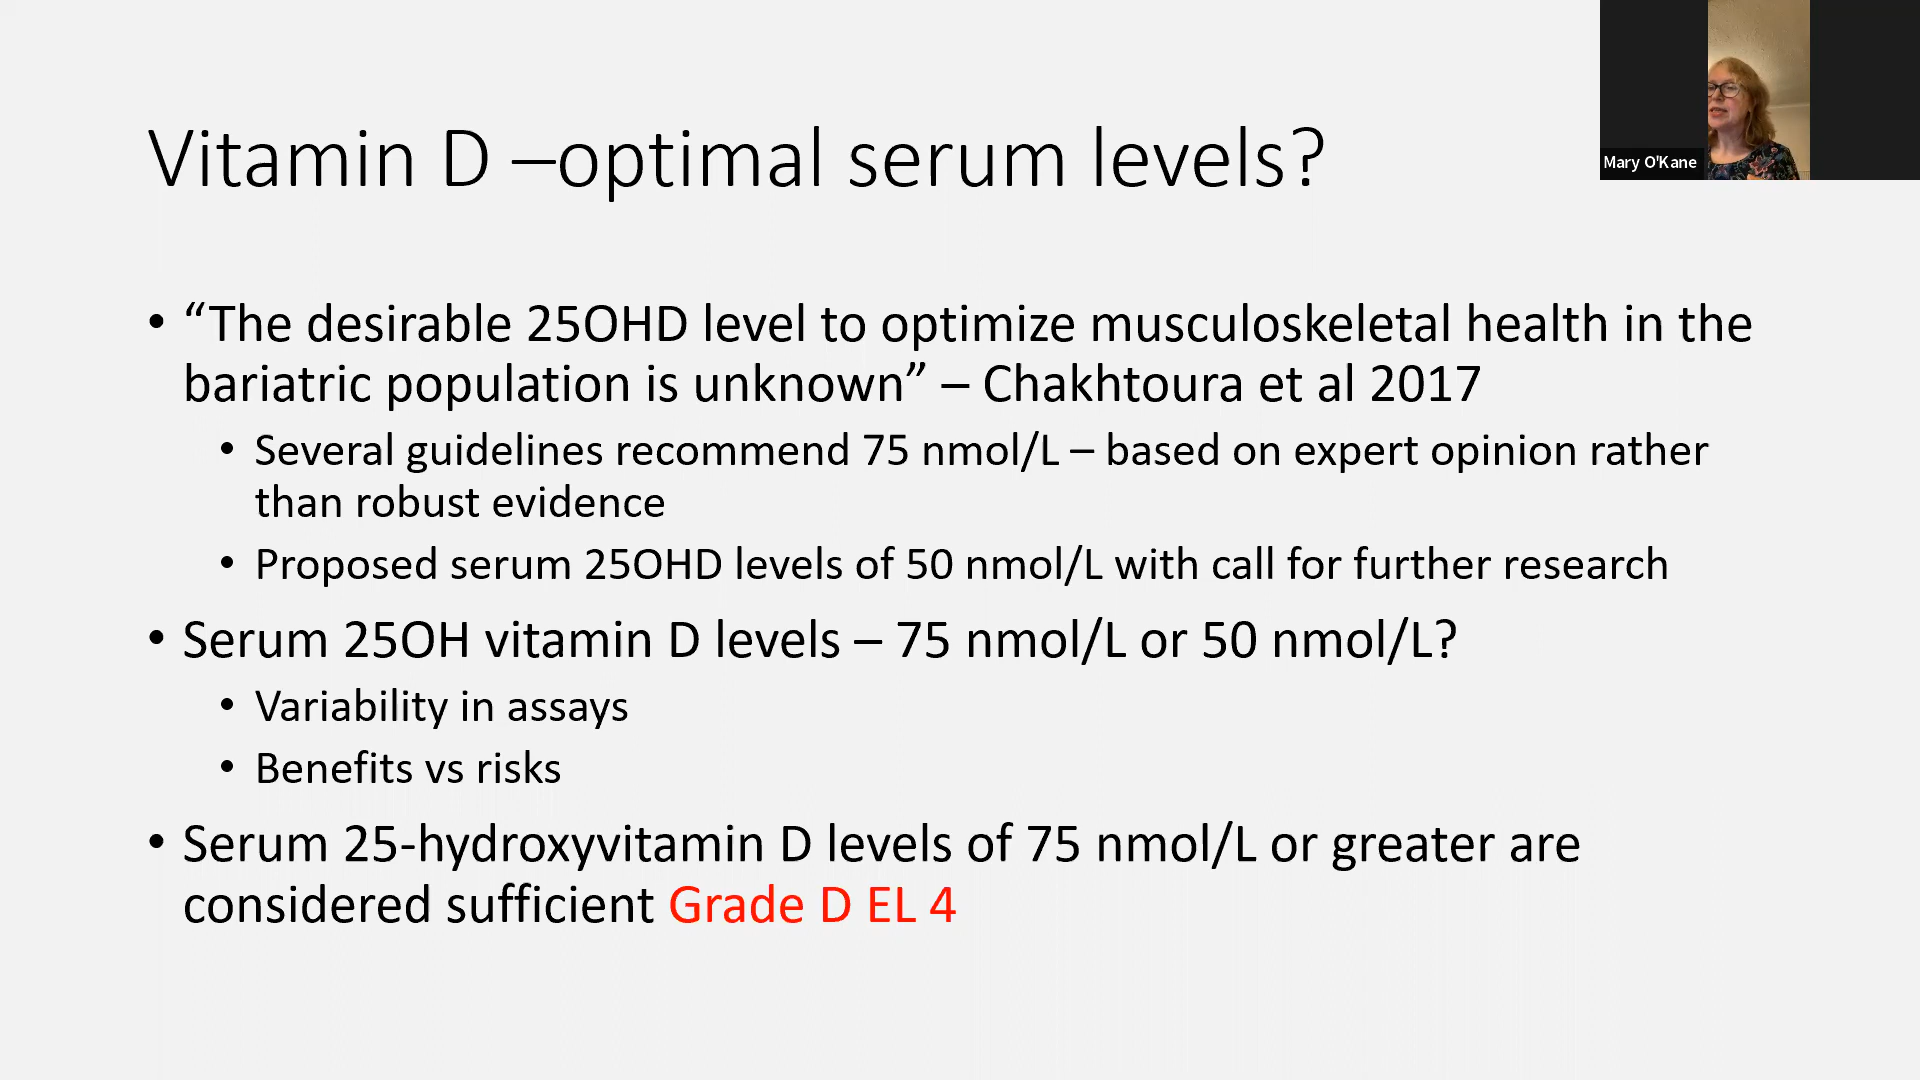 Mary O'Kane
Vitamin D –optimal serum levels?
• “The desirable 25OHD level to optimize musculoskeletal health in the
bariatric population is unknown” – Chakhtoura et al 2017
• Several guidelines recommend 75 nmol/L – based on expert opinion rather
than robust evidence
• Proposed serum 25OHD levels of 50 nmol/L with call for further research
• Serum 25OH vitamin D levels – 75 nmol/L or 50 nmol/L?
• Variability in assays
• Benefits vs risks
• Serum 25-hydroxyvitamin D levels of 75 nmol/L or greater are
considered sufficient Grade D EL 4